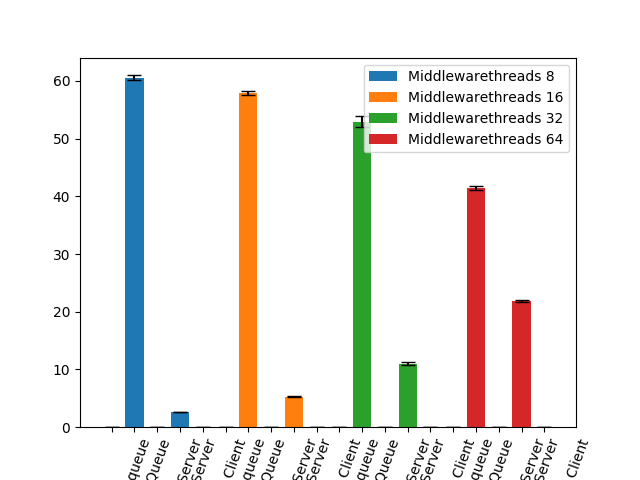 60
50
40
30
20
10
0
Middlewarethreads 8
Middlewarethreads 16
Middlewarethreads 32
Middlewarethreads 64
queue
Queue
Server
Server
Client
queue
Queue
Server
Server
Client
queue
Queue
Server
Server
Client
queue
Queue
Server
Server
Client